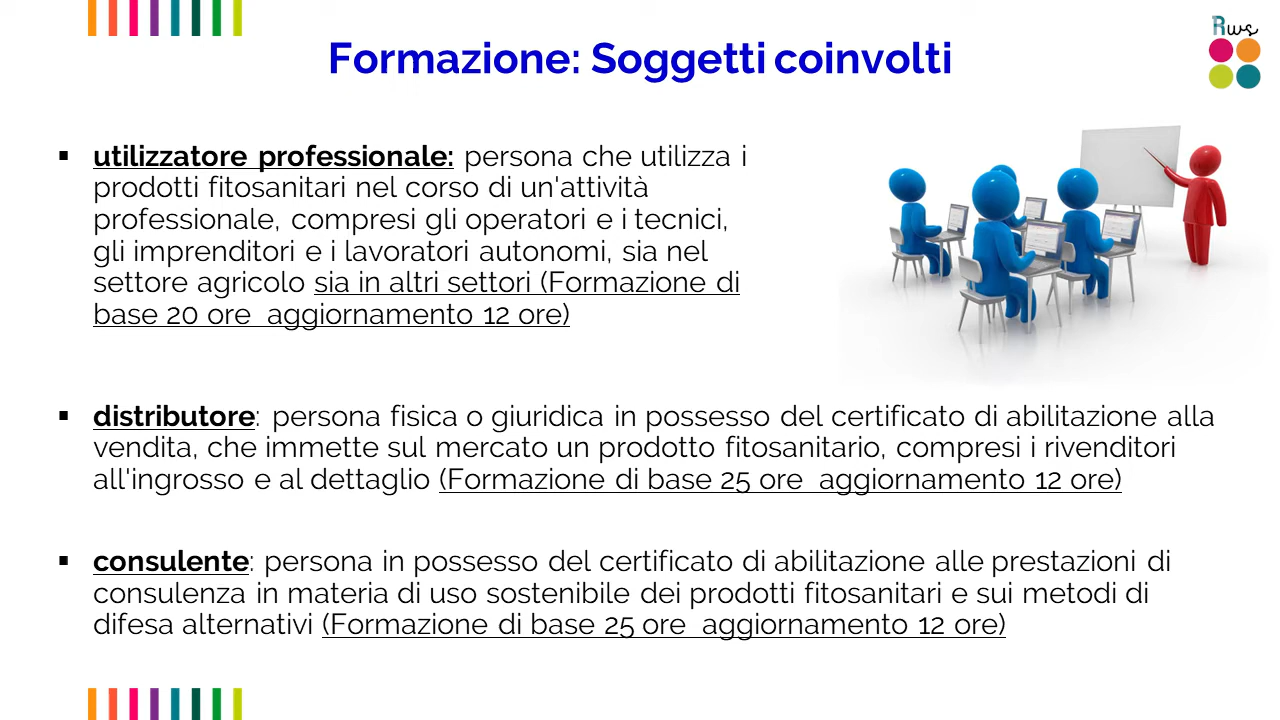 Rws
Formazione: Soggetti coinvolti
▪ utilizzatore professionale: persona che utilizza i
prodotti fitosanitari nel corso di un'attività
professionale, compresi gli operatori e i tecnici,
gli imprenditori e i lavoratori autonomi, sia nel
settore agricolo sia in altri settori (Formazione di
base 20 ore  aggiornamento 12 ore)
▪ distributore: persona fisica o giuridica in possesso del certificato di abilitazione alla
vendita, che immette sul mercato un prodotto fitosanitario, compresi i rivenditori
all'ingrosso e al dettaglio (Formazione di base 25 ore  aggiornamento 12 ore)
▪ consulente: persona in possesso del certificato di abilitazione alle prestazioni di
consulenza in materia di uso sostenibile dei prodotti fitosanitari e sui metodi di
difesa alternativi (Formazione di base 25 ore  aggiornamento 12 ore)